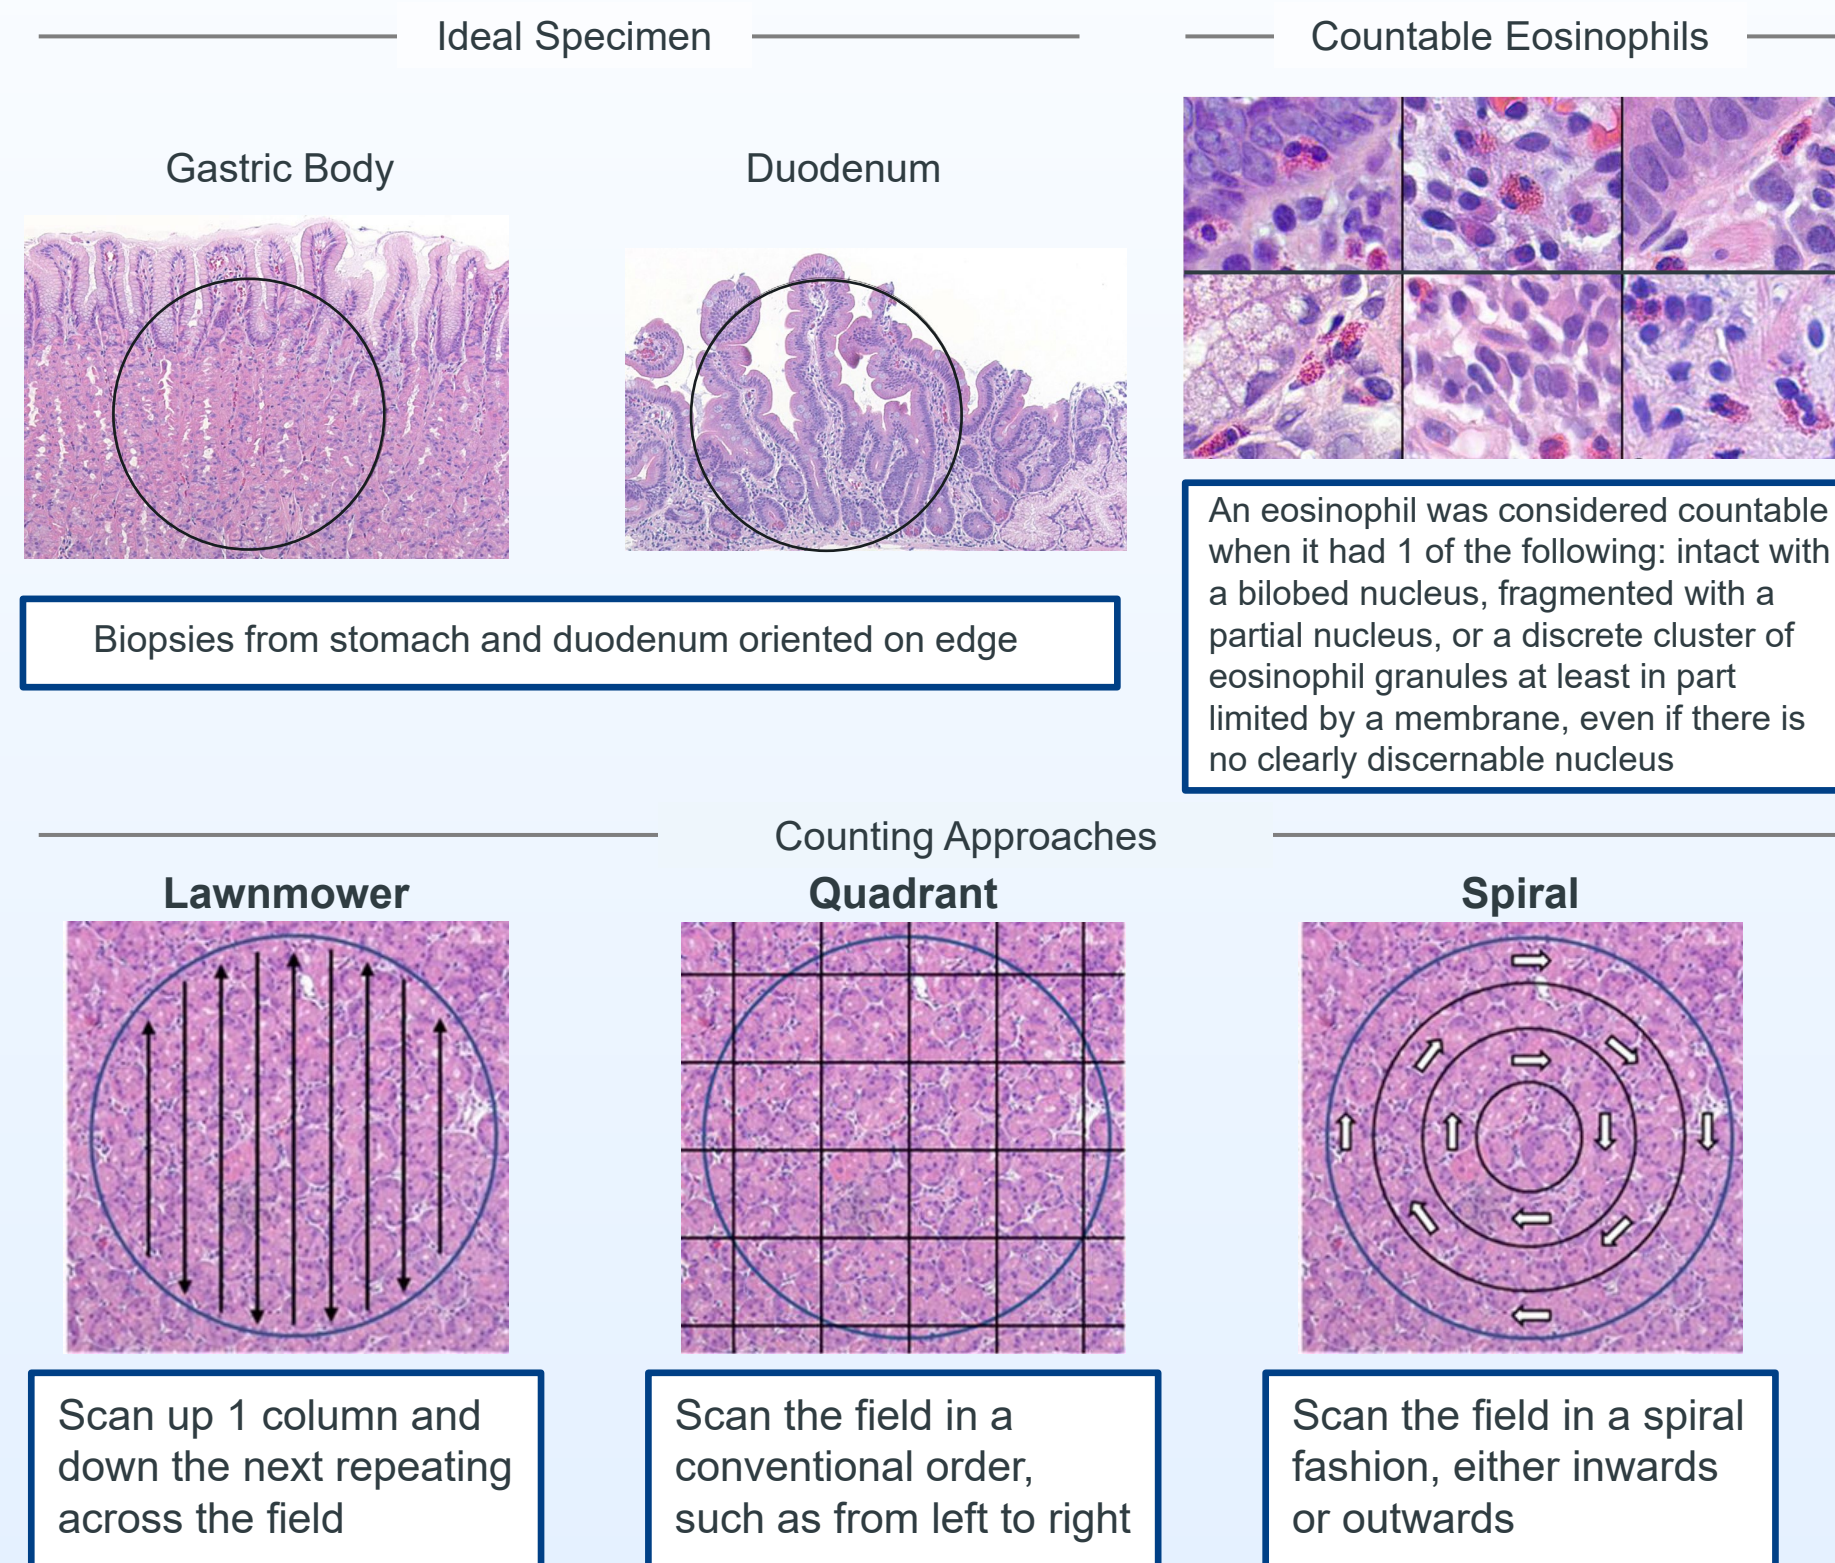 Ideal Specimen
Countable Eosinophils
Gastric Body
Duodenum
Biopsies from stomach and duodenum oriented on edge
An eosinophil was considered countable
when it had 1 of the following: intact with
a bilobed nucleus, fragmented with a
partial nucleus, or a discrete cluster of
eosinophil granules at least in part
limited by a membrane, even if there is
no clearly discernable nucleus
Counting Approaches
Lawnmower
Quadrant
Spiral
Scan up 1 column and
down the next repeating
across the field
Scan the field in a
conventional order,
such as from left to right
Scan the field in a spiral
fashion, either inwards
or outwards